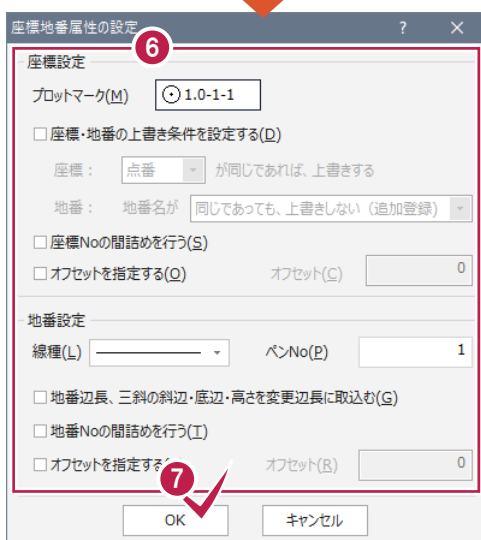 座標地番属性の設定 ? ×
6
座標設定
プロットマーク(M) 1.0-1-1
座標・地番の上書き条件を設定する(D)
座標： 点番 が同じであれば、上書きする
地番： 地番名が 同じであっても、上書きしない（追加登録）
座標Noの間詰めを行う(S)
オフセットを指定する(O) オフセット(C) 0
地番設定
線種(L) ペンNo(P) 1
地番辺長、三斜の斜辺・底辺・高さを変更辺長に取込む(G)
地番Noの間詰めを行う(T)
オフセットを指定する オフセット(R) 0
7
OK キャンセル